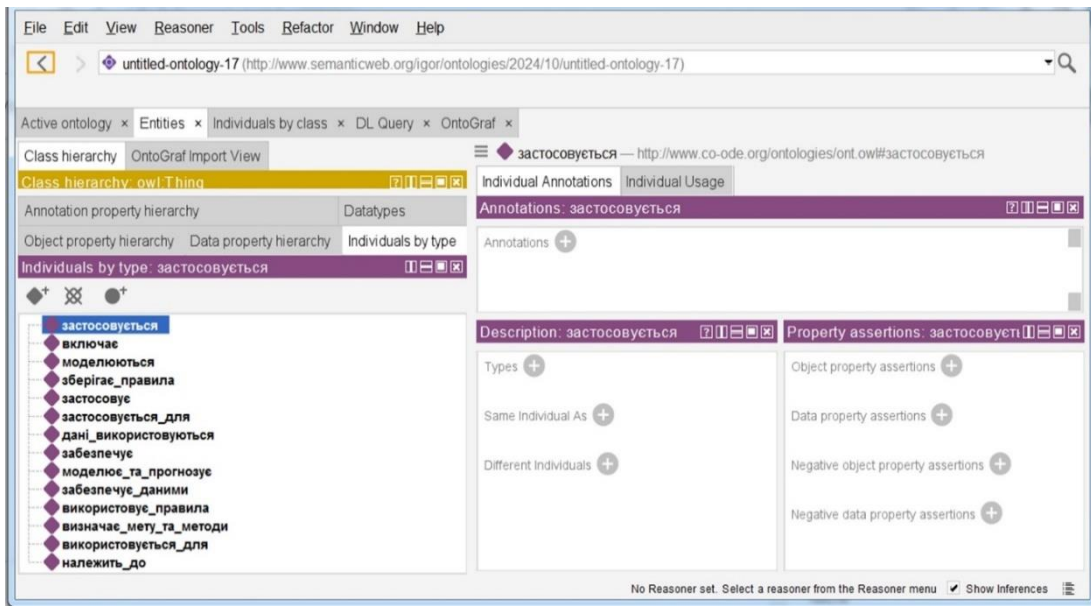 File Edit View Reasoner Tools Refactor Window Help
untitled-ontology-17 (http://www.semanticweb.org/igor/ontologies/2024/10/untitled-ontology-17)
Active ontology × Entities × Individuals by class × DL Query × OntoGraf ×
Class hierarchy OntoGraf Import View
Class hierarchy: owl:Thing
Annotation property hierarchy Datatypes
Object property hierarchy Data property hierarchy Individuals by type
Individuals by type: застосовується
застосовується
включає
моделюються
зберігає_правила
застосовує
застосовується_для
дані_використовуються
забезпечує
моделює_та_прогнозує
забезпечує_даними
використовує_правила
визначає_мету_та_методи
використовується_для
належить_до
застосовується — http://www.co-ode.org/ontologies/ont.owl#застосовується
Individual Annotations Individual Usage
Annotations: застосовується
Annotations
Description: застосовується
Types
Same Individual As
Different Individuals
Property assertions: застосовуєті
Object property assertions
Data property assertions
Negative object property assertions
Negative data property assertions
No Reasoner set. Select a reasoner from the Reasoner menu Show Inferences